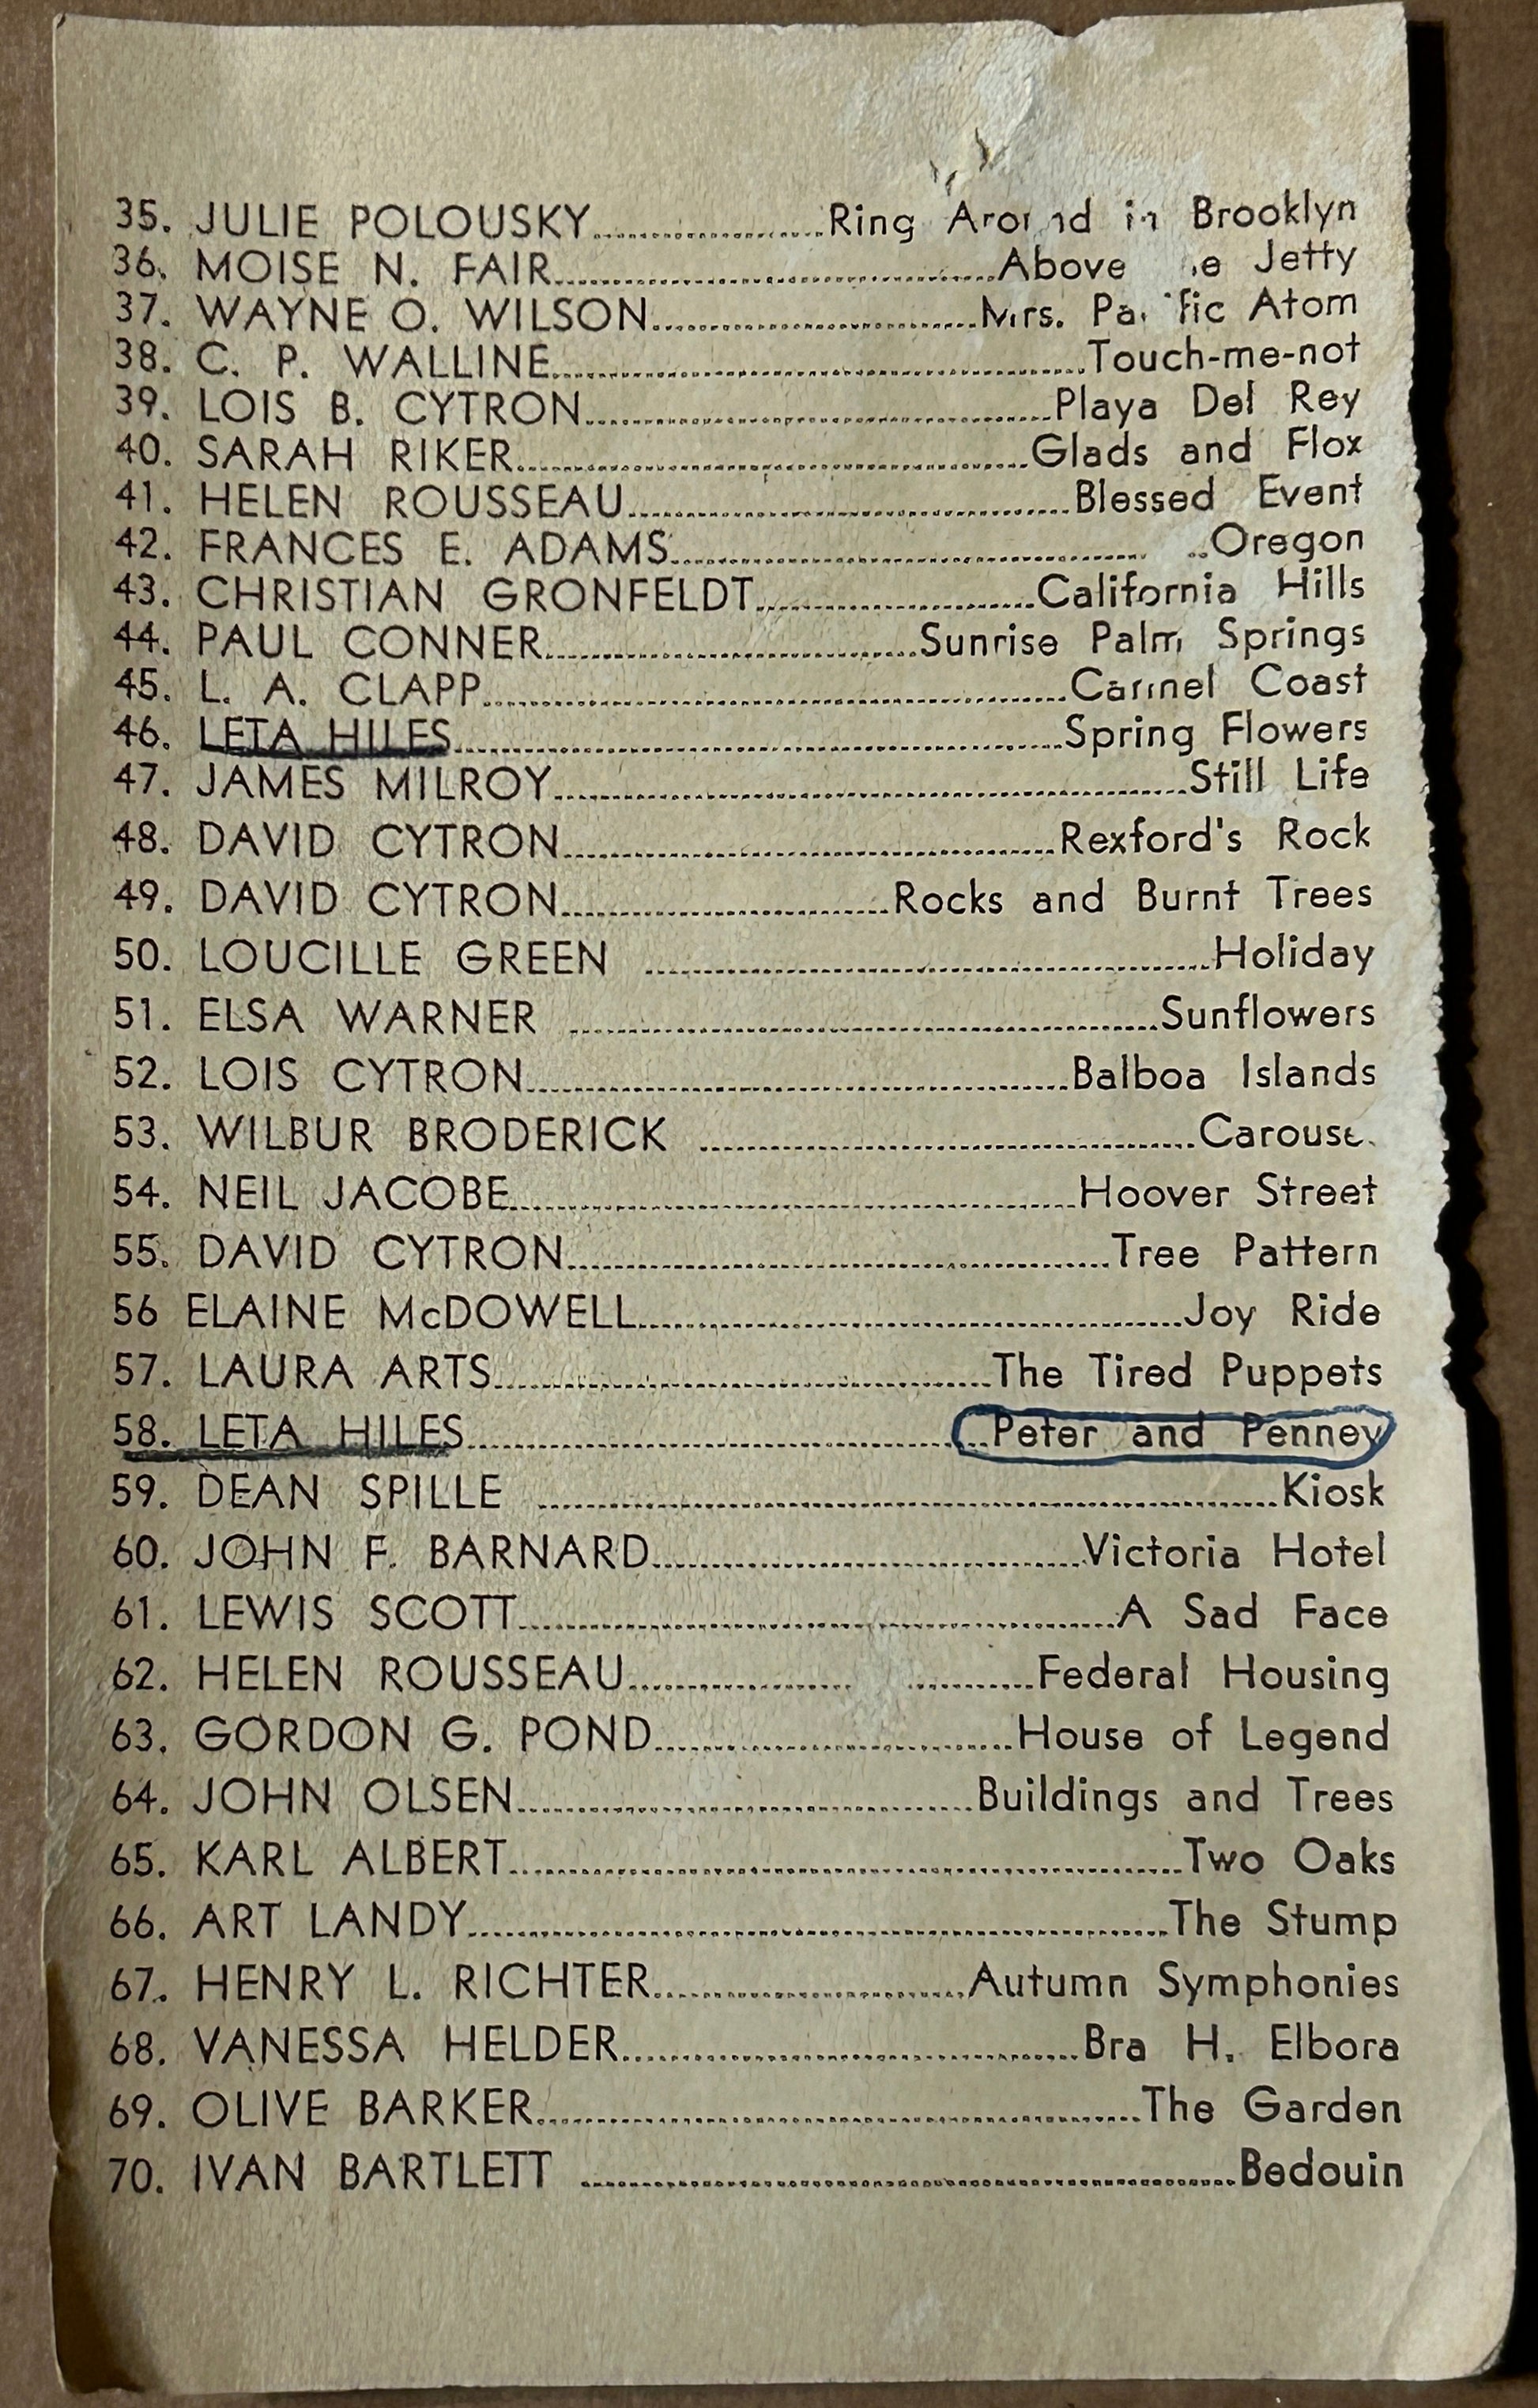 35. JULIE POLOUSKY....................Ring Around in Brooklyn
36. MOISE N. FAIR....................Above Jetty
37. WAYNE O. WILSON....................Mrs. Atom
38. C. P. WALLINE....................Touch-me-not
39. LOIS B. CYTRON....................Playa Del Rey
40. SARAH RIKER....................Glads and Flox
41. HELEN ROUSSEAU....................Blessed Event
42. FRANCES E. ADAMS....................Oregon
43. CHRISTIAN GRONFELDT....................California Hills
44. PAUL CONNER....................Sunrise Palm Springs
45. L. A. CLAPP....................Carmel Coast
46. LETA HILES....................Spring Flowers
47. JAMES MILROY....................Still Life
48. DAVID CYTRON....................Rexford's Rock
49. DAVID CYTRON....................Rocks and Burnt Trees
50. LOUCILLE GREEN ....................Holiday
51. ELSA WARNER ....................Sunflowers
52. LOIS CYTRON....................Balboa Islands
53. WILBUR BRODERICK ....................Carousel
54. NEIL JACOBE....................Hoover Street
55. DAVID CYTRON....................Tree Pattern
56 ELAINE McDOWELL....................Joy Ride
57. LAURA ARTS....................The Tired Puppets
58. LETA HILES....................Peter and Penney
59. DEAN SPILLE ....................Kiosk
60. JOHN F. BARNARD....................Victoria Hotel
61. LEWIS SCOTT....................A Sad Face
62. HELEN ROUSSEAU....................Federal Housing
63. GORDON G. POND....................House of Legend
64. JOHN OLSEN....................Buildings and Trees
65. KARL ALBERT....................Two Oaks
66. ART LANDY....................The Stump
67. HENRY L. RICHTER....................Autumn Symphonies
68. VANESSA HELDER....................Bra H. Elbora
69. OLIVE BARKER....................The Garden
70. IVAN BARTLETT ....................Bedouin